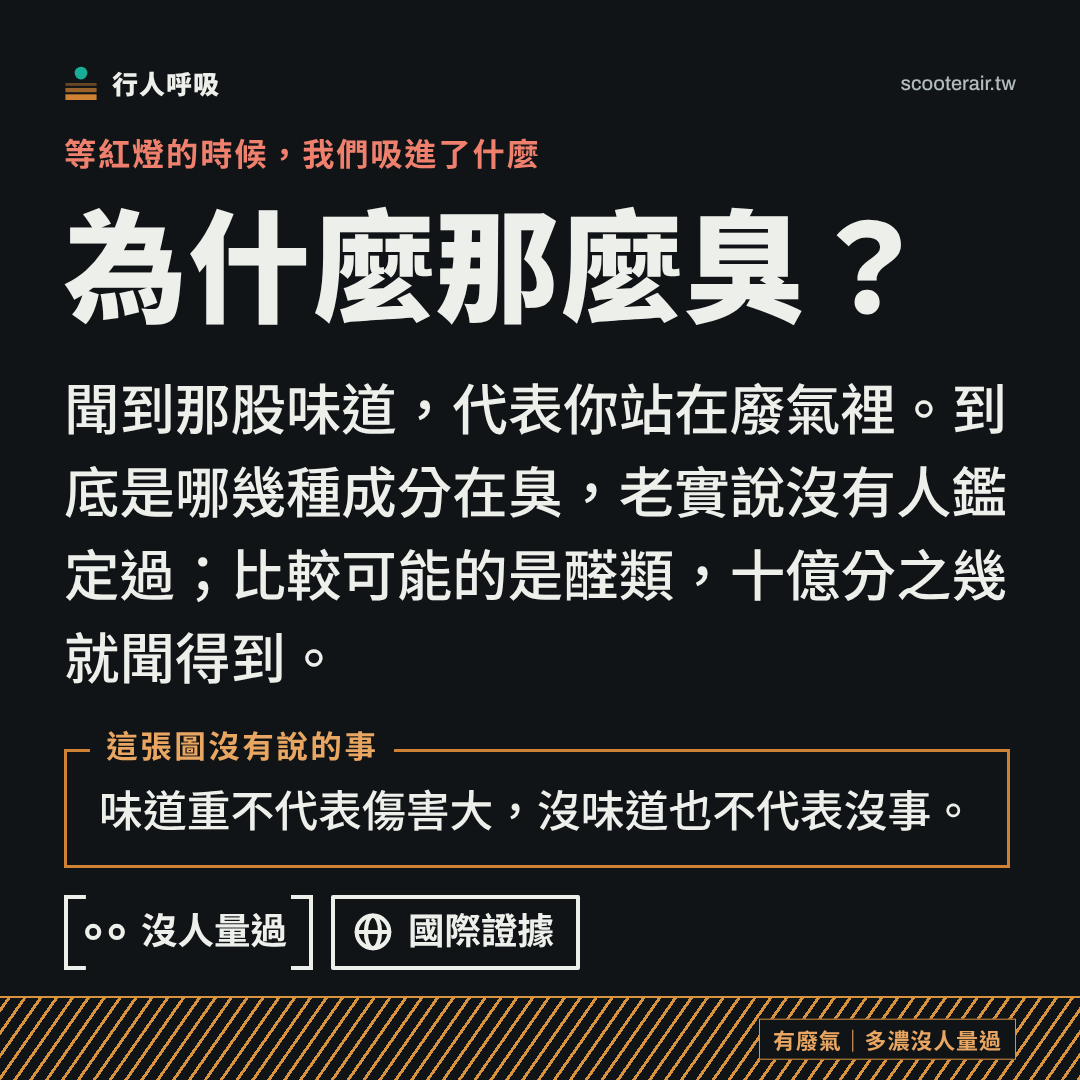 行人呼吸
scooterair.tw
等紅燈的時候，我們吸進了什麼
為什麼那麼臭？
聞到那股味道，代表你站在廢氣裡。到
底是哪幾種成分在臭，老實說沒有人鑑
定過；比較可能的是醛類，十億分之幾
就聞得到。
這張圖沒有說的事
味道重不代表傷害大，沒味道也不代表沒事。
沒人量過
國際證據
有廢氣｜多濃沒人量過